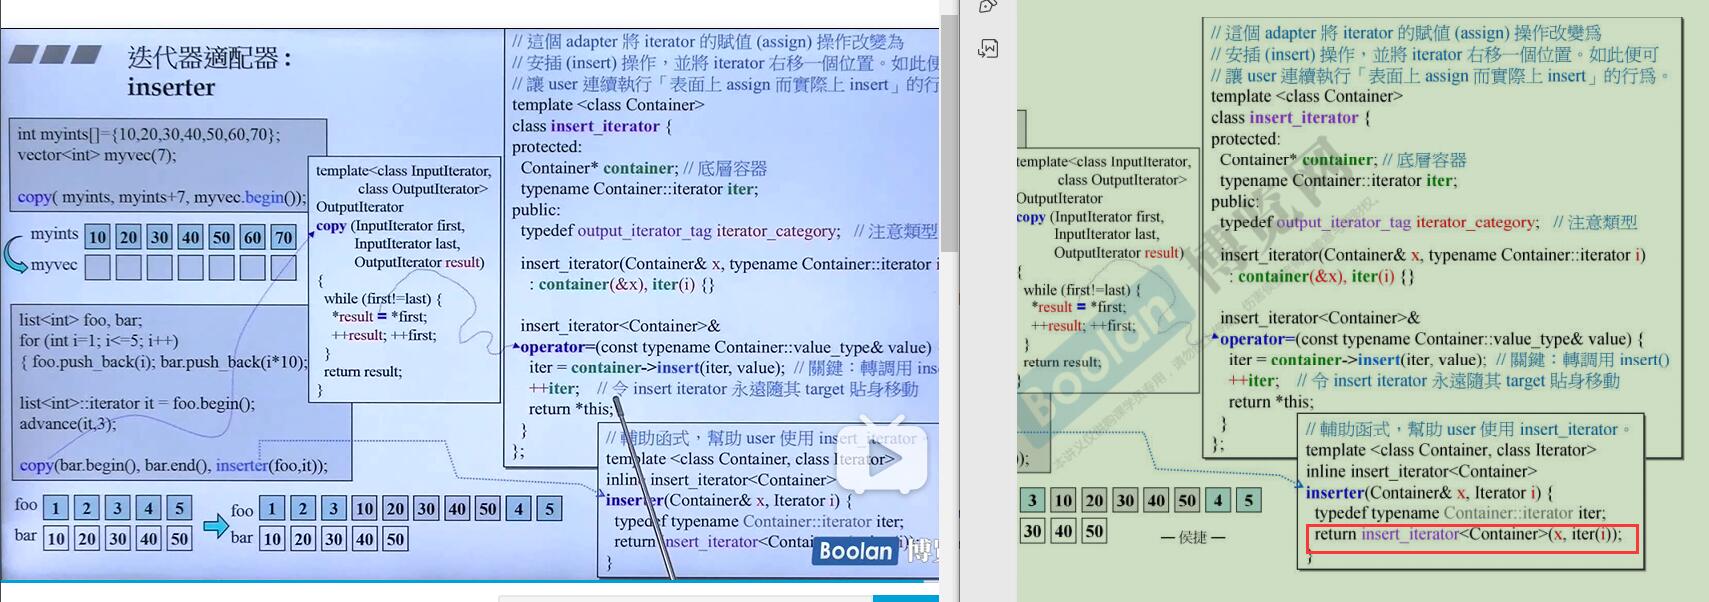 迭代器適配器：
inserter
int myints[]={10,20,30,40,50,60,70};
vector<int> myvec(7);
copy( myints, myints+7, myvec.begin());
myints 10 20 30 40 50 60 70
myvec
list<int> foo, bar;
for (int i=1; i<=5; i++)
{ foo.push_back(i); bar.push_back(i*10);
list<int>::iterator it = foo.begin();
advance(it,3);
copy(bar.begin(), bar.end(), inserter(foo,it));
foo 1 2 3 4 5
bar 10 20 30 40 50
foo 1 2 3 10 20 30 40 50 4 5
bar 10 20 30 40 50
template<class InputIterator,
class OutputIterator>
OutputIterator
copy (InputIterator first,
InputIterator last,
OutputIterator result)
{
while (first!=last) {
*result = *first;
++result; ++first;
}
return result;
}
// 這個 adapter 將 iterator 的賦值 (assign) 操作改變為
// 安插 (insert) 操作，並將 iterator 右移一個位置。如此便
// 讓 user 連續執行「表面上 assign 而實際上 insert」的行
template <class Container>
class insert_iterator {
protected:
Container* container; // 底層容器
typename Container::iterator iter;
public:
typedef output_iterator_tag iterator_category; // 注意類型
insert_iterator(Container& x, typename Container::iterator i
: container(&x), iter(i) {}
insert_iterator<Container>&
operator=(const typename Container::value_type& value)
iter = container->insert(iter, value); // 關鍵：轉調用 ins
++iter; // 令 insert iterator 永遠隨其 target 貼身移動
return *this;
}
};
// 輔助函式，幫助 user 使用 insert_iterator。
template <class Container, class Iterator>
inline insert_iterator<Container>
inserter(Container& x, Iterator i) {
typedef typename Container::iterator iter;
return insert_iterator<Conta
}
Boolan 博
template<class InputIterator,
class OutputIterator>
OutputIterator
copy (InputIterator first,
InputIterator last,
OutputIterator result)
{
while (first!=last) {
*result = *first;
++result; ++first;
}
return result;
}
);
3 10 20 30 40 50 4 5
30 40 50
— 侯捷 —
// 這個 adapter 將 iterator 的賦值 (assign) 操作改變爲
// 安插 (insert) 操作，並將 iterator 右移一個位置。如此便可
// 讓 user 連續執行「表面上 assign 而實際上 insert」的行爲。
template <class Container>
class insert_iterator {
protected:
Container* container; // 底層容器
typename Container::iterator iter;
public:
typedef output_iterator_tag iterator_category; // 注意類型
insert_iterator(Container& x, typename Container::iterator i)
: container(&x), iter(i) {}
insert_iterator<Container>&
operator=(const typename Container::value_type& value) {
iter = container->insert(iter, value); // 關鍵：轉調用 insert()
++iter; // 令 insert iterator 永遠隨其 target 貼身移動
return *this;
}
};
// 輔助函式，幫助 user 使用 insert_iterator。
template <class Container, class Iterator>
inline insert_iterator<Container>
inserter(Container& x, Iterator i) {
typedef typename Container::iterator iter;
return insert_iterator<Container>(x, iter(i));
}
Boolan 博览网